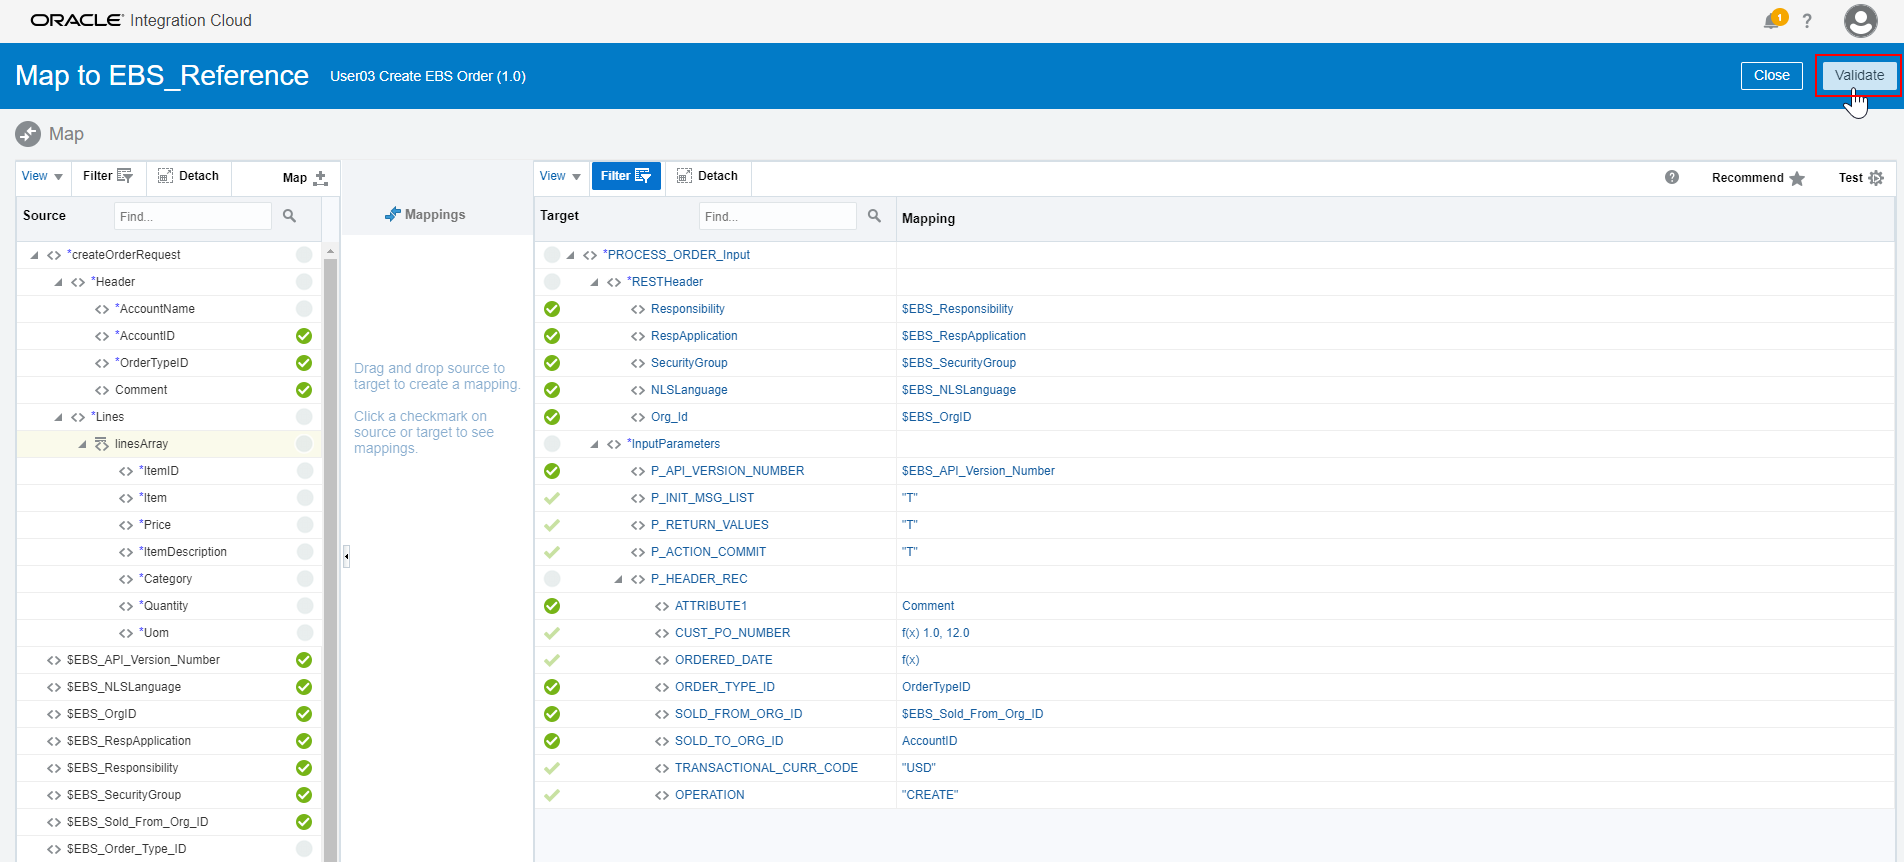 ORACLE Integration Cloud
1
?
Map to EBS_Reference
User03 Create EBS Order (1.0)
Close
Validate
Map
View
Filter
Detach
Map
Source
Find...
*createOrderRequest
*Header
*AccountName
*AccountID
*OrderTypeID
Comment
*Lines
linesArray
*ItemID
*Item
*Price
*ItemDescription
*Category
*Quantity
*Uom
$EBS_API_Version_Number
$EBS_NLSLanguage
$EBS_OrgID
$EBS_RespApplication
$EBS_Responsibility
$EBS_SecurityGroup
$EBS_Sold_From_Org_ID
$EBS_Order_Type_ID
Mappings
Drag and drop source to
target to create a mapping.
Click a checkmark on
source or target to see
mappings.
View
Filter
Detach
?
Recommend
Test
Target
Find...
Mapping
*PROCESS_ORDER_Input
*RESTHeader
Responsibility $EBS_Responsibility
RespApplication $EBS_RespApplication
SecurityGroup $EBS_SecurityGroup
NLSLanguage $EBS_NLSLanguage
Org_Id $EBS_OrgID
*InputParameters
P_API_VERSION_NUMBER $EBS_API_Version_Number
P_INIT_MSG_LIST "T"
P_RETURN_VALUES "T"
P_ACTION_COMMIT "T"
P_HEADER_REC
ATTRIBUTE1 Comment
CUST_PO_NUMBER f(x) 1.0, 12.0
ORDERED_DATE f(x)
ORDER_TYPE_ID OrderTypeID
SOLD_FROM_ORG_ID $EBS_Sold_From_Org_ID
SOLD_TO_ORG_ID AccountID
TRANSACTIONAL_CURR_CODE "USD"
OPERATION "CREATE"